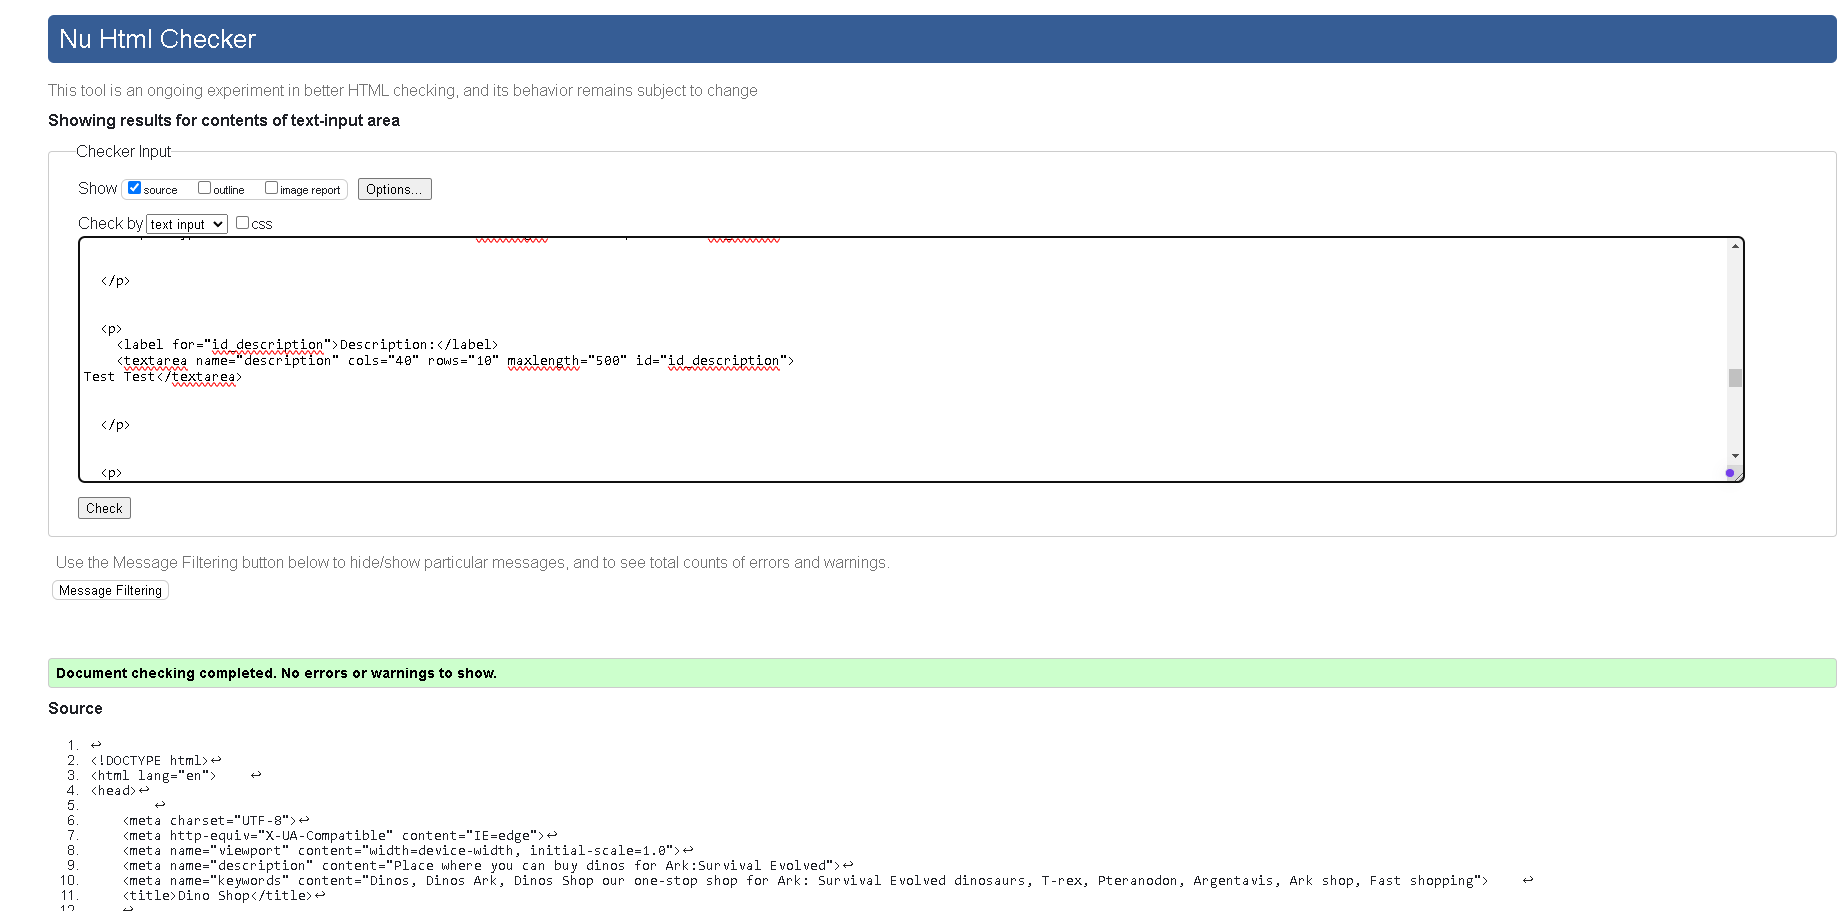 Nu Html Checker
This tool is an ongoing experiment in better HTML checking, and its behavior remains subject to change
Showing results for contents of text-input area
Checker Input
Show source outline image report Options...
Check by text input css
</p>
<p>
<label for="id_description">Description:</label>
<textarea name="description" cols="40" rows="10" maxlength="500" id="id_description">
Test Test</textarea>
</p>
<p>
Check
Use the Message Filtering button below to hide/show particular messages, and to see total counts of errors and warnings.
Message Filtering
Document checking completed. No errors or warnings to show.
Source
1. ↩
2. <!DOCTYPE html>↩
3. <html lang="en"> ↩
4. <head>↩
5. ↩
6. <meta charset="UTF-8">↩
7. <meta http-equiv="X-UA-Compatible" content="IE=edge">↩
8. <meta name="viewport" content="width=device-width, initial-scale=1.0">↩
9. <meta name="description" content="Place where you can buy dinos for Ark:Survival Evolved">↩
10. <meta name="keywords" content="Dinos, Dinos Ark, Dinos Shop our one-stop shop for Ark: Survival Evolved dinosaurs, T-rex, Pteranodon, Argentavis, Ark shop, Fast shopping"> ↩
11. <title>Dino Shop</title>↩
12. ↩